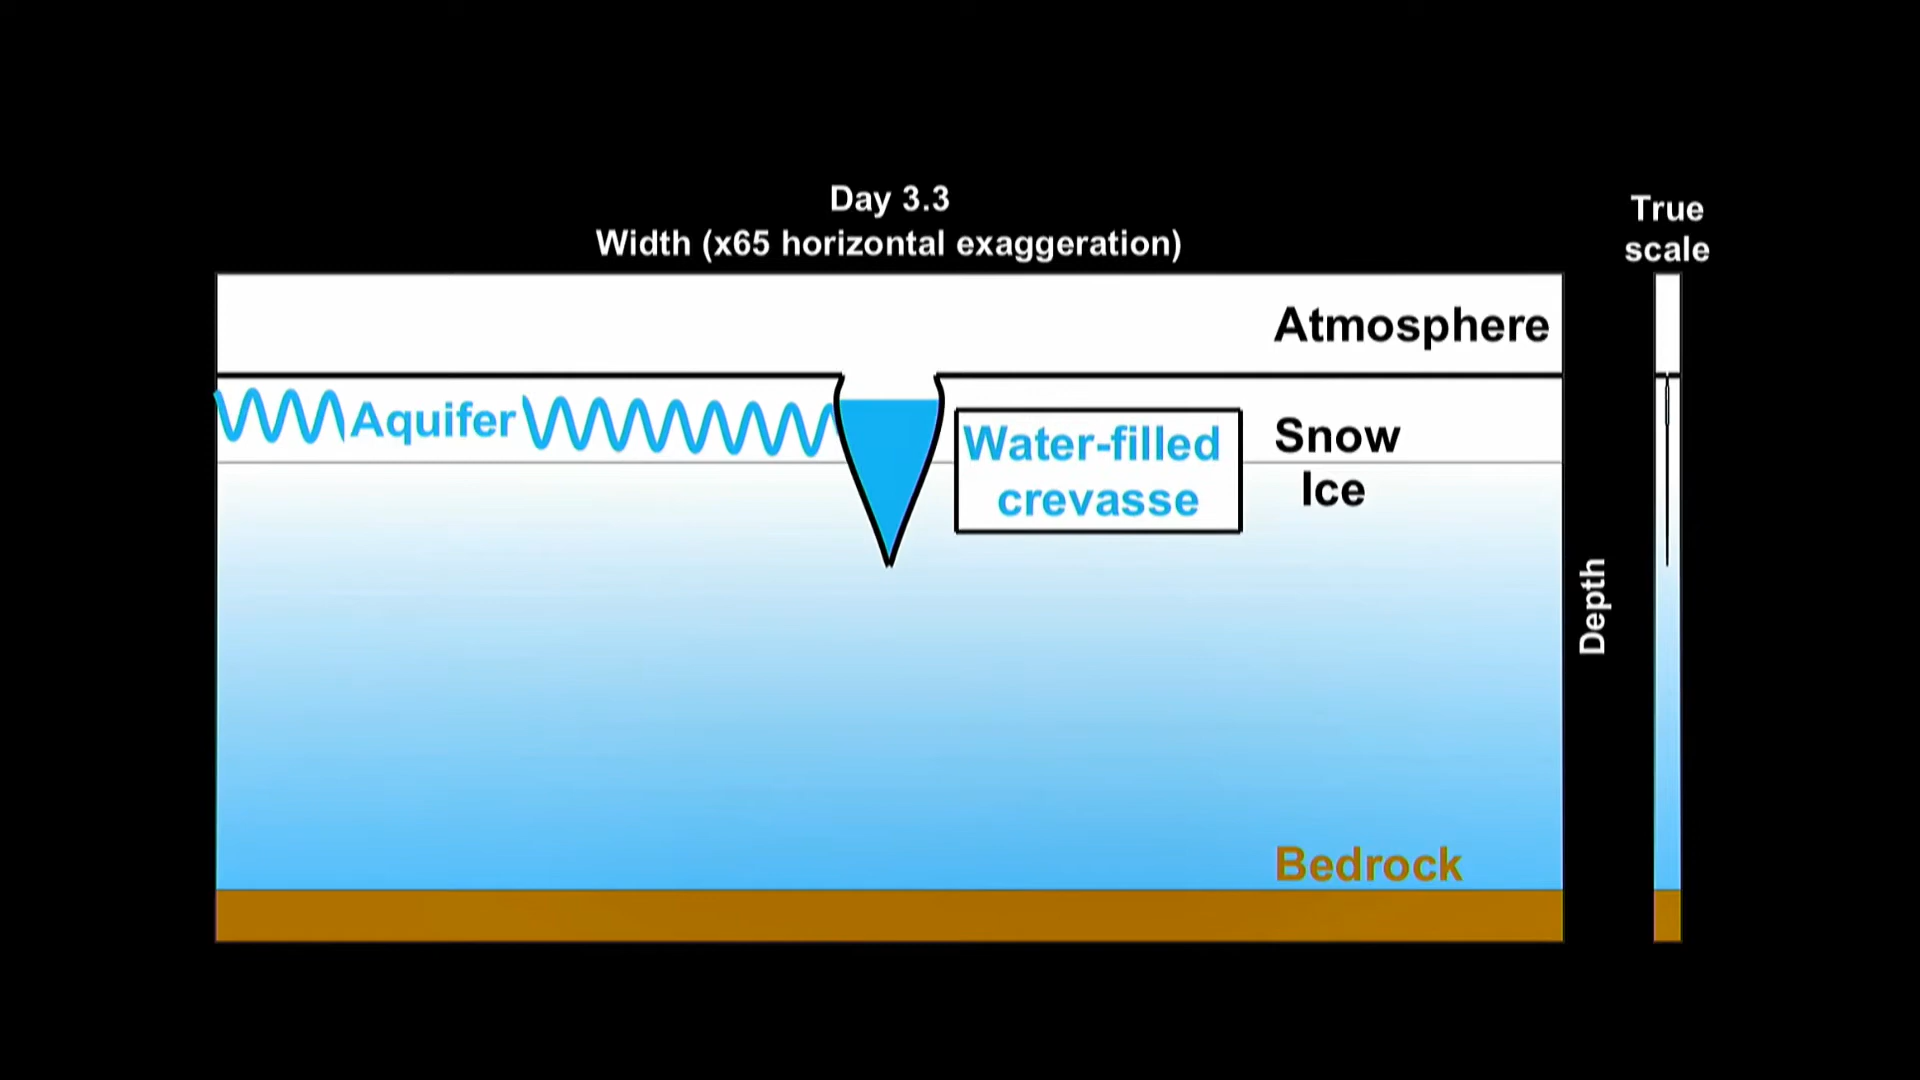 Day 3.3
Width (x65 horizontal exaggeration)
True
scale
Atmosphere
Aquifer
Water-filled
crevasse
Snow
Ice
Depth
Bedrock